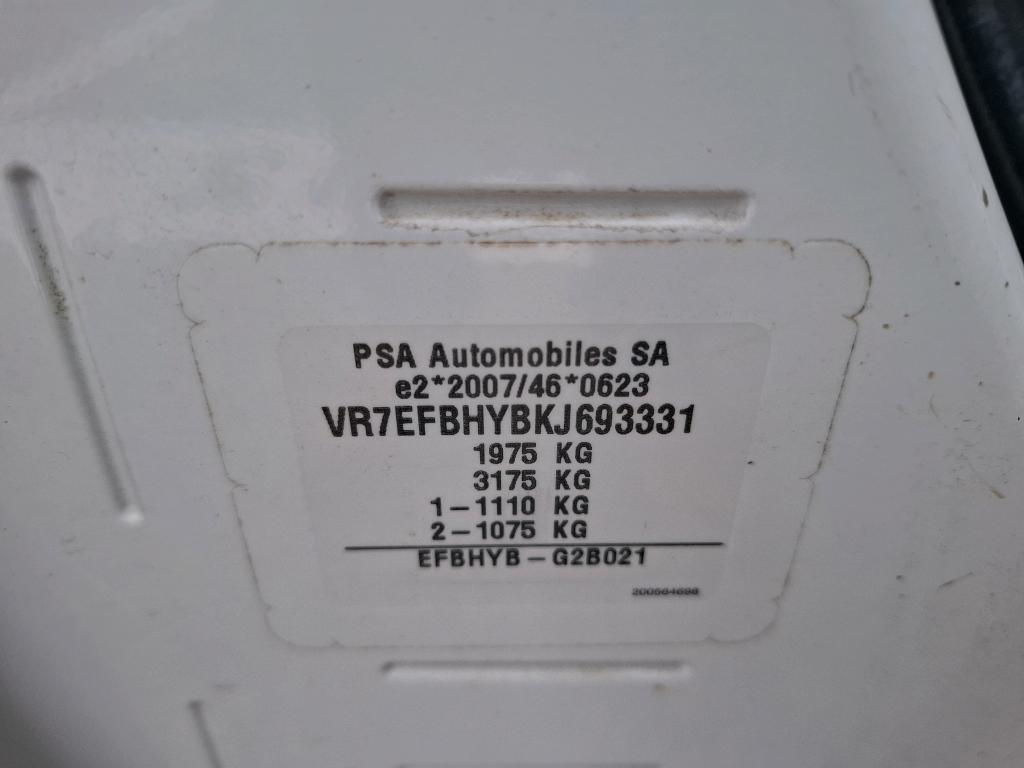 PSA Automobiles SA
e2*2007/46*0623
VR7EFBHYBKJ693331
1975 KG
3175 KG
1-1110 KG
2-1075 KG
EFBHYB-G2B021